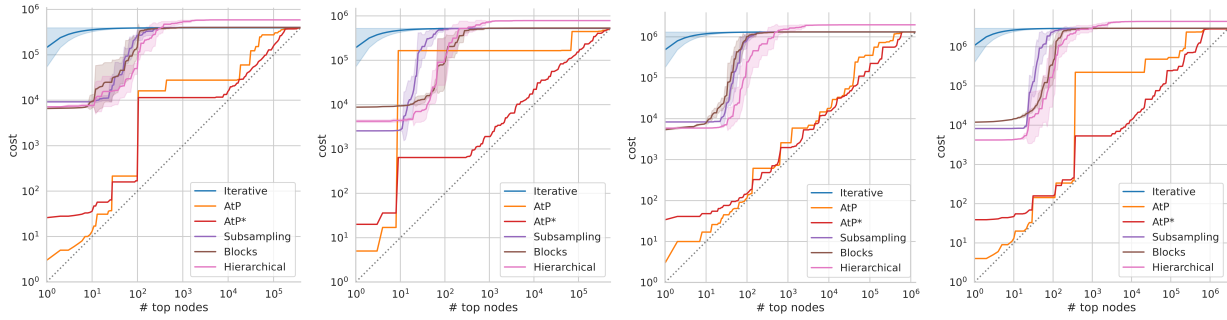 10⁶
10⁵
10⁴
10³
10²
10¹
10⁰
cost
10⁰ 10¹ 10² 10³ 10⁴ 10⁵
# top nodes
Iterative
AtP
AtP*
Subsampling
Blocks
Hierarchical
10⁶
10⁵
10⁴
10³
10²
10¹
10⁰
cost
10⁰ 10¹ 10² 10³ 10⁴ 10⁵
# top nodes
Iterative
AtP
AtP*
Subsampling
Blocks
Hierarchical
10⁶
10⁵
10⁴
10³
10²
10¹
10⁰
cost
10⁰ 10¹ 10² 10³ 10⁴ 10⁵ 10⁶
# top nodes
Iterative
AtP
AtP*
Subsampling
Blocks
Hierarchical
10⁶
10⁵
10⁴
10³
10²
10¹
10⁰
cost
10⁰ 10¹ 10² 10³ 10⁴ 10⁵ 10⁶
# top nodes
Iterative
AtP
AtP*
Subsampling
Blocks
Hierarchical